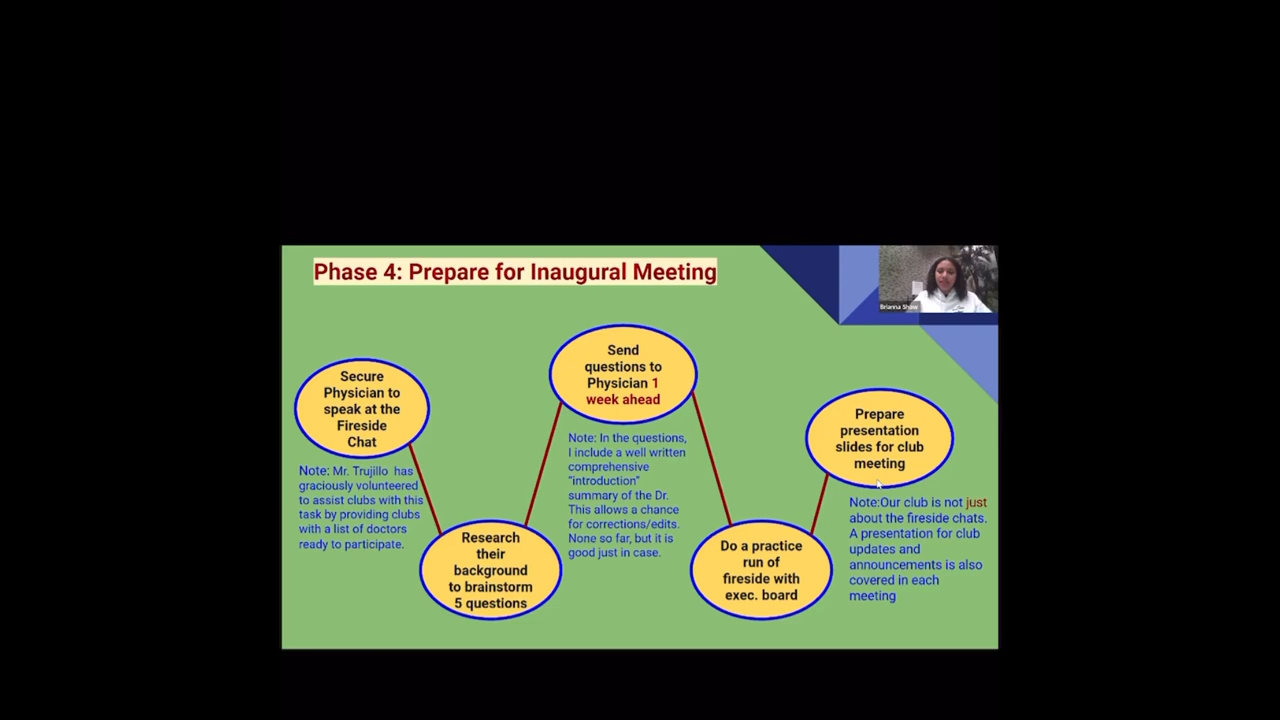 Phase 4: Prepare for Inaugural Meeting
Brianna Show
Secure
Physician to
speak at the
Fireside
Chat
Note: Mr. Trujillo has
graciously volunteered
to assist clubs with this
task by providing clubs
with a list of doctors
ready to participate.
Research
their
background
to brainstorm
5 questions
Send
questions to
Physician 1
week ahead
Note: In the questions,
I include a well written
comprehensive
“introduction”
summary of the Dr.
This allows a chance
for corrections/edits.
None so far, but it is
good just in case.
Do a practice
run of
fireside with
exec. board
Prepare
presentation
slides for club
meeting
Note:Our club is not just
about the fireside chats.
A presentation for club
updates and
announcements is also
covered in each
meeting